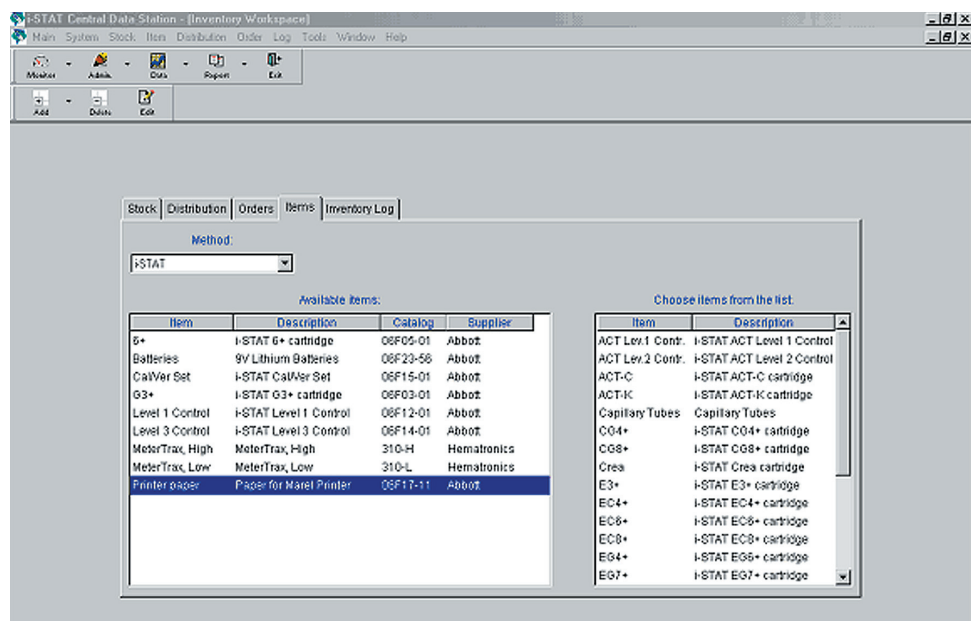 i-STAT Central Data Station - [Inventory Workspace]
Main System Stock Item Distribution Order Log Tools Window Help
Monitor Admin. Data Report Exit
Add Delete Edit
Stock Distribution Orders Items Inventory Log
Method:
i-STAT
Available items:
Item Description Catalog Supplier
6+ i-STAT 6+ cartridge 06F05-01 Abbott
Batteries 9V Lithium Batteries 06F23-56 Abbott
Cal/Ver Set i-STAT Cal/Ver Set 06F15-01 Abbott
G3+ i-STAT G3+ cartridge 06F03-01 Abbott
Level 1 Control i-STAT Level 1 Control 06F12-01 Abbott
Level 3 Control i-STAT Level 3 Control 06F14-01 Abbott
MeterTrax, High MeterTrax, High 310-H Hematronics
MeterTrax, Low MeterTrax, Low 310-L Hematronics
Printer paper Paper for Martel Printer 06F17-11 Abbott
Choose items from the list:
Item Description
ACT Lev.1 Contr. i-STAT ACT Level 1 Control
ACT Lev.2 Contr. i-STAT ACT Level 2 Control
ACT-C i-STAT ACT-C cartridge
ACT-K i-STAT ACT-K cartridge
Capillary Tubes Capillary Tubes
CG4+ i-STAT CG4+ cartridge
CG8+ i-STAT CG8+ cartridge
Crea i-STAT Crea cartridge
E3+ i-STAT E3+ cartridge
EC4+ i-STAT EC4+ cartridge
EC6+ i-STAT EC6+ cartridge
EC8+ i-STAT EC8+ cartridge
EG4+ i-STAT EG6+ cartridge
EG7+ i-STAT EG7+ cartridge